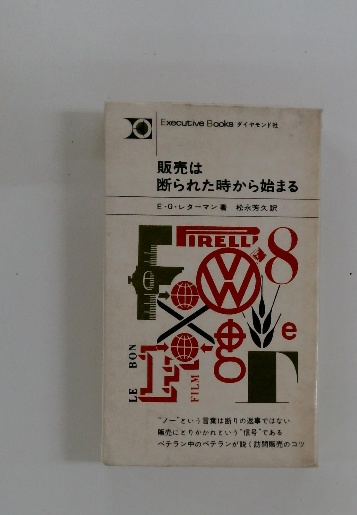 Executive Books ダイヤモンド社
販売は
断られた時から始まる
E・G・レターマン著 松永芳久訳
PIRELLI
8
VW
e
LE BON
FILM
"ノー"という言葉は断りの返事ではない
販売にとりかかれという"信号"である
ベテラン中のベテランが説く訪問販売のコツ